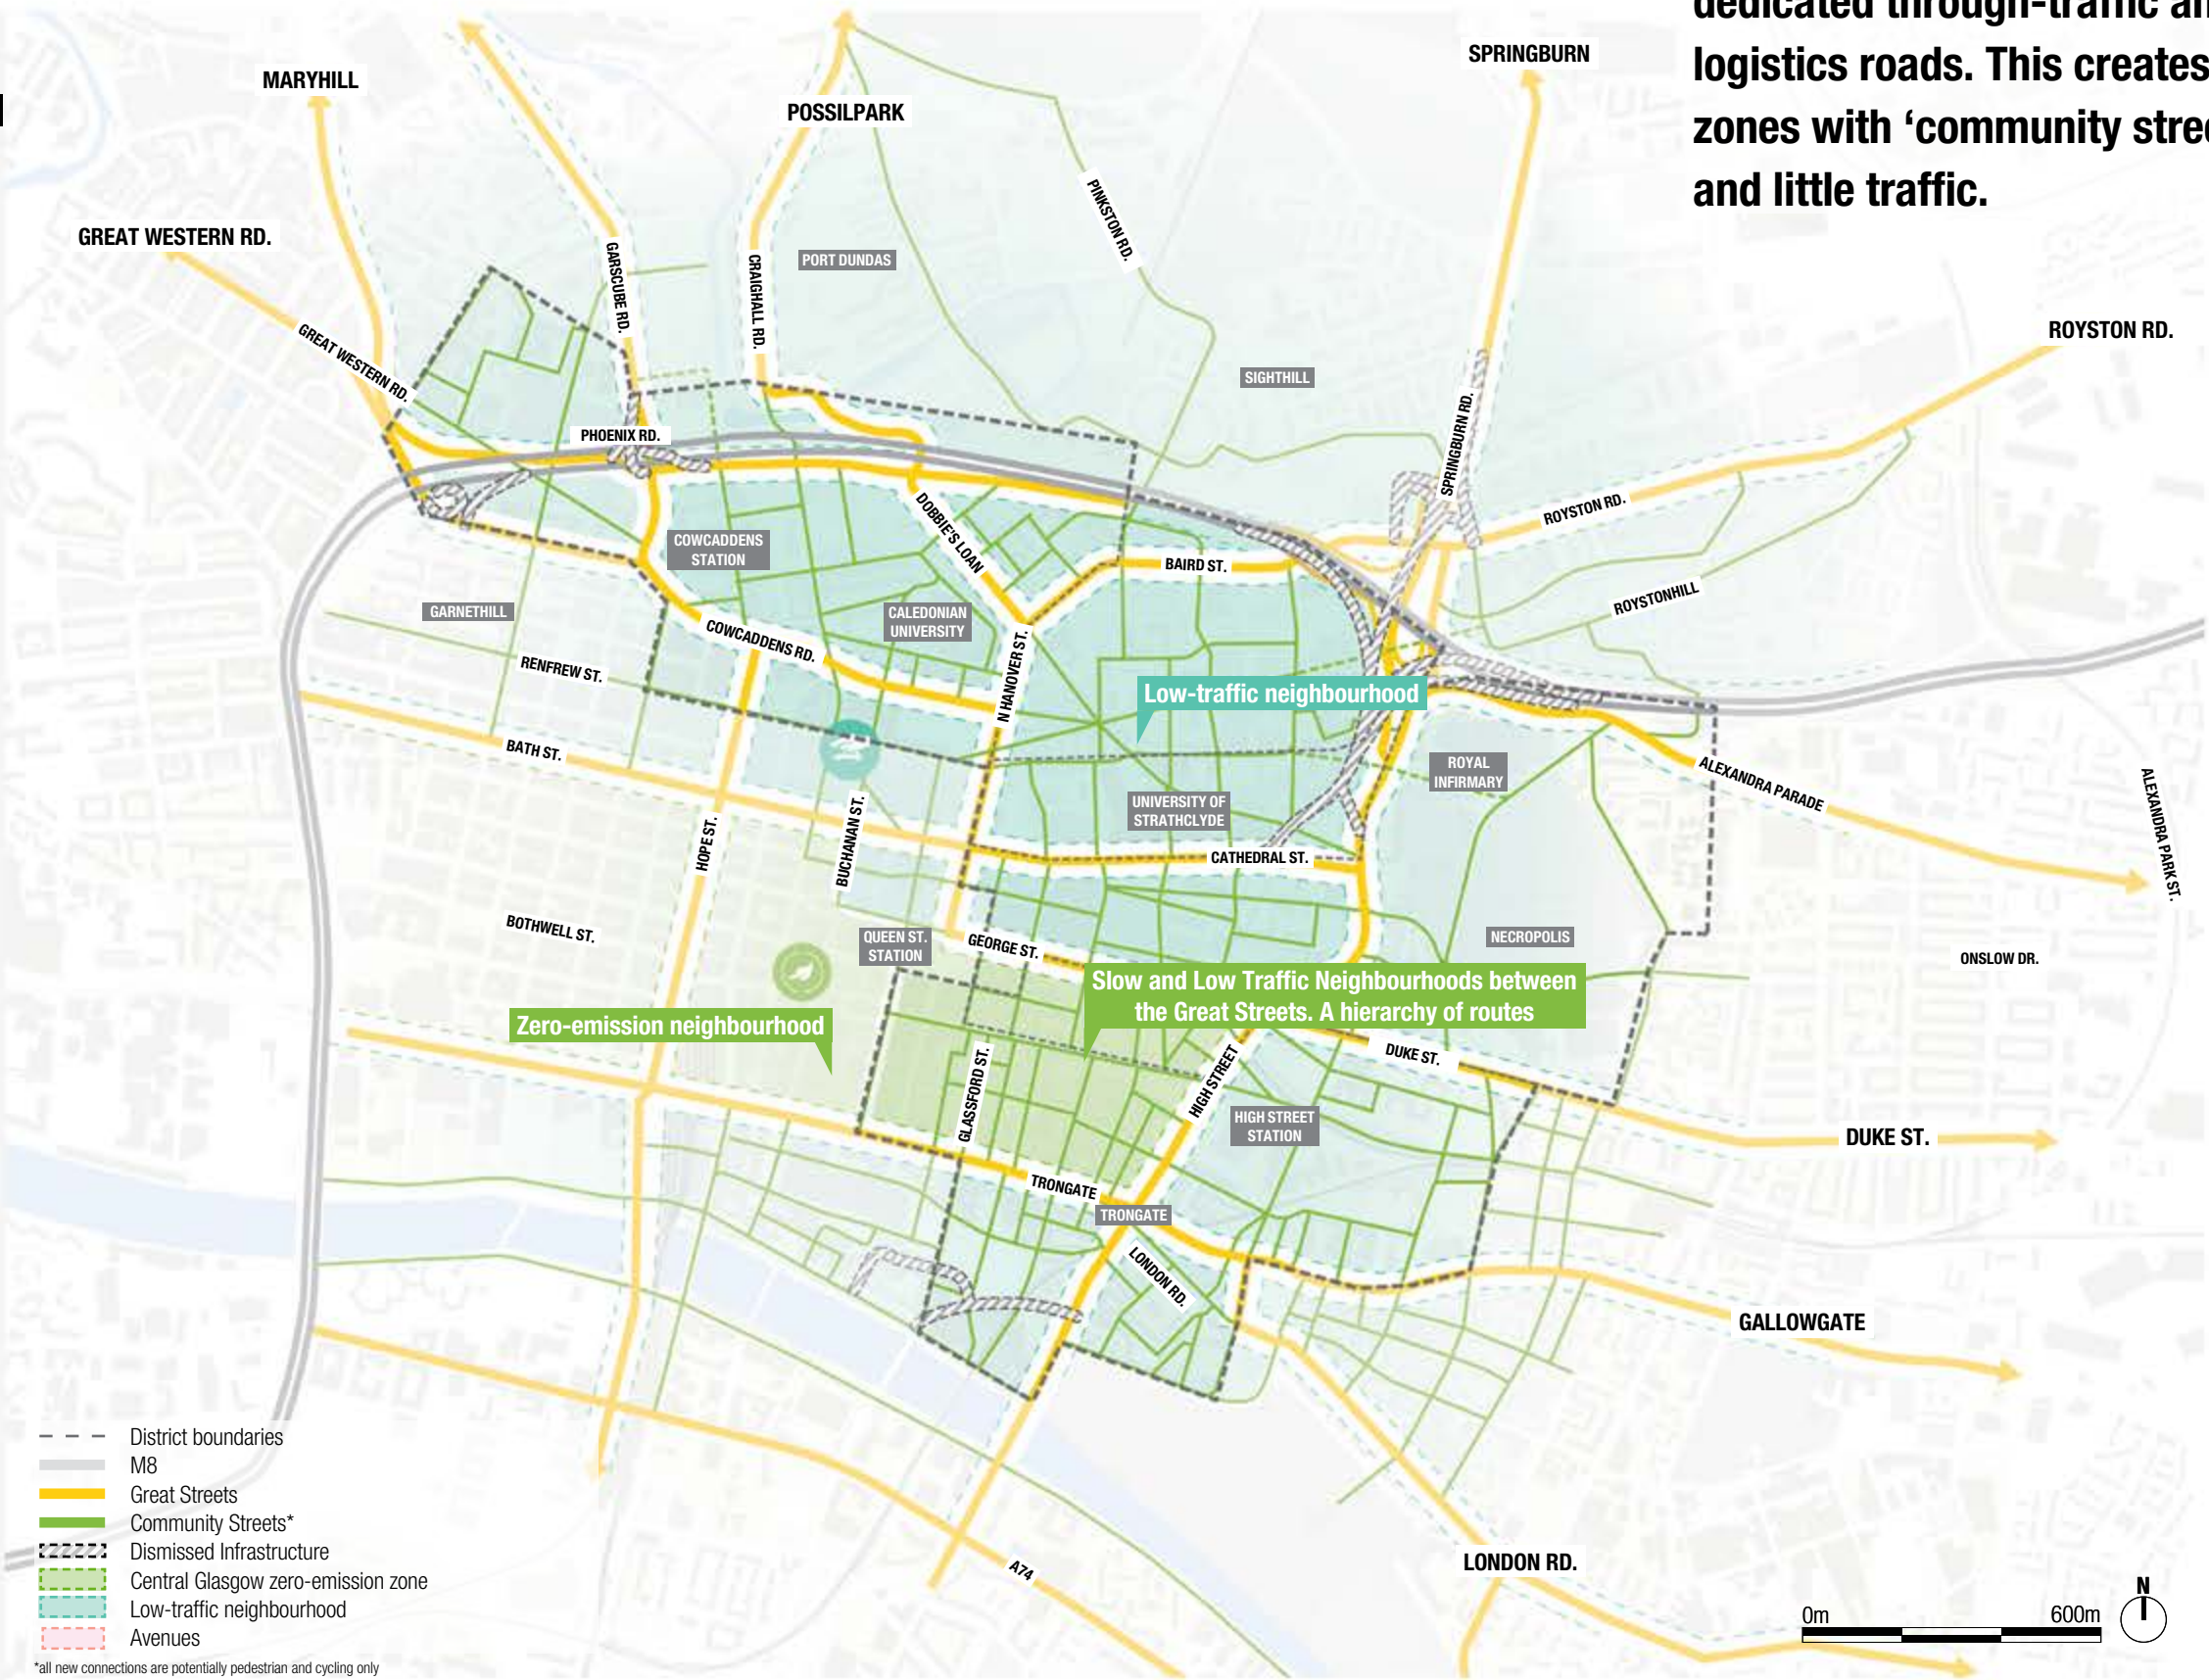 dedicated through-traffic an
logistics roads. This creates
zones with ‘community stree
and little traffic.
MARYHILL
POSSILPARK
SPRINGBURN
GREAT WESTERN RD.
ROYSTON RD.
GARSCUBE RD.
CRAIGHALL RD.
PORT DUNDAS
PINKSTON RD.
GREAT WESTERN RD.
SIGHTHILL
SPRINGBURN RD.
PHOENIX RD.
ROYSTON RD.
COWCADDENS
STATION
DOBBIE'S LOAN
BAIRD ST.
GARNETHILL
CALEDONIAN
UNIVERSITY
ROYSTONHILL
COWCADDENS RD.
RENFREW ST.
N HANOVER ST.
Low-traffic neighbourhood
BATH ST.
ROYAL
INFIRMARY
ALEXANDRA PARADE
ALEXANDRA PARK ST.
UNIVERSITY OF
STRATHCLYDE
HOPE ST.
BUCHANAN ST.
CATHEDRAL ST.
BOTHWELL ST.
QUEEN ST.
STATION
GEORGE ST.
NECROPOLIS
ONSLOW DR.
Slow and Low Traffic Neighbourhoods between
the Great Streets. A hierarchy of routes
Zero-emission neighbourhood
DUKE ST.
GLASSFORD ST.
HIGH STREET
HIGH STREET
STATION
DUKE ST.
TRONGATE
TRONGATE
LONDON RD.
GALLOWGATE
District boundaries
M8
Great Streets
Community Streets*
Dismissed Infrastructure
Central Glasgow zero-emission zone
Low-traffic neighbourhood
Avenues
*all new connections are potentially pedestrian and cycling only
A74
LONDON RD.
0m 600m
N